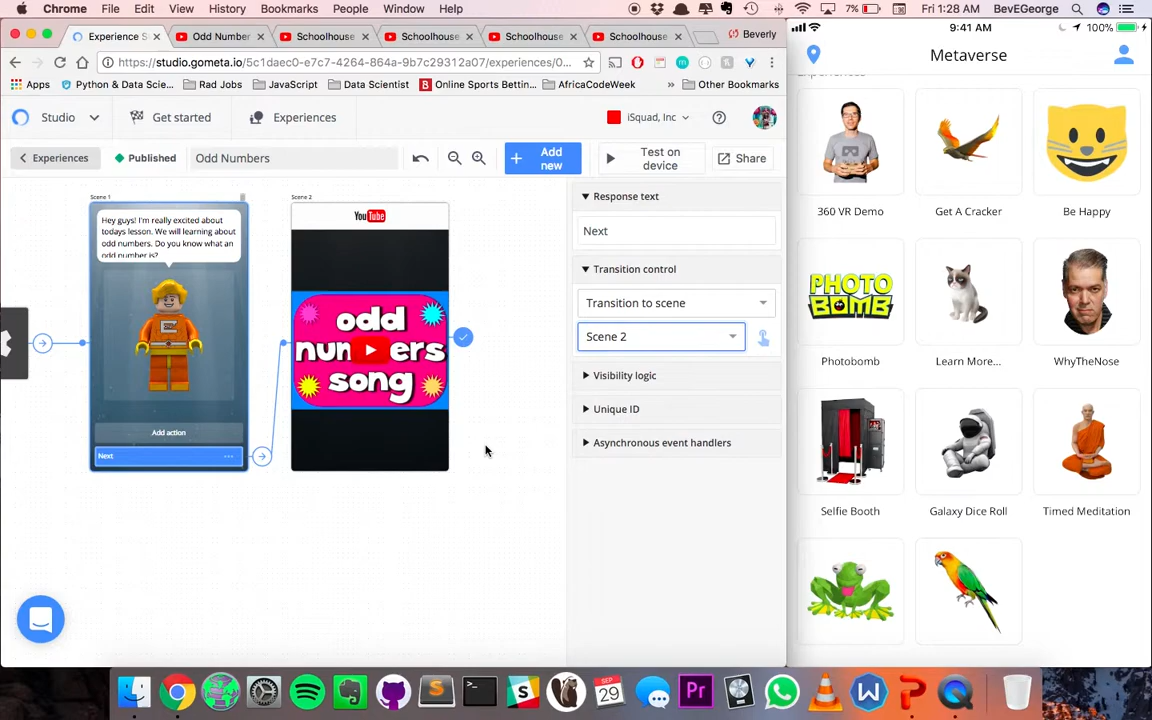 Chrome File Edit View History Bookmarks People Window Help 7% Fri 1:28 AM BevEGeorge
Experience S Odd Number Schoolhouse Schoolhouse Schoolhouse Schoolhouse Beverly
https://studio.gometa.io/5c1daec0-e7c7-4264-864a-9b7c29312a07/experiences/0...
Apps Python & Data Scie... Rad Jobs JavaScript Data Scientist Online Sports Bettin... AfricaCodeWeek » Other Bookmarks
Studio Get started Experiences iSquad, Inc
Experiences Published Odd Numbers Add new Test on device Share
Scene 1
Hey guys! I'm really excited about
todays lesson. We will learning about
odd numbers. Do you know what an
odd number is?
Add action
Next
Scene 2
YouTube
odd
numbers
song
Response text
Next
Transition control
Transition to scene
Scene 2
Visibility logic
Unique ID
Asynchronous event handlers
9:41 AM 100%
Metaverse
Experiences
360 VR Demo Get A Cracker Be Happy
PHOTO
BOMB
Photobomb Learn More... WhyTheNose
Selfie Booth Galaxy Dice Roll Timed Meditation
SEP
29
Pr